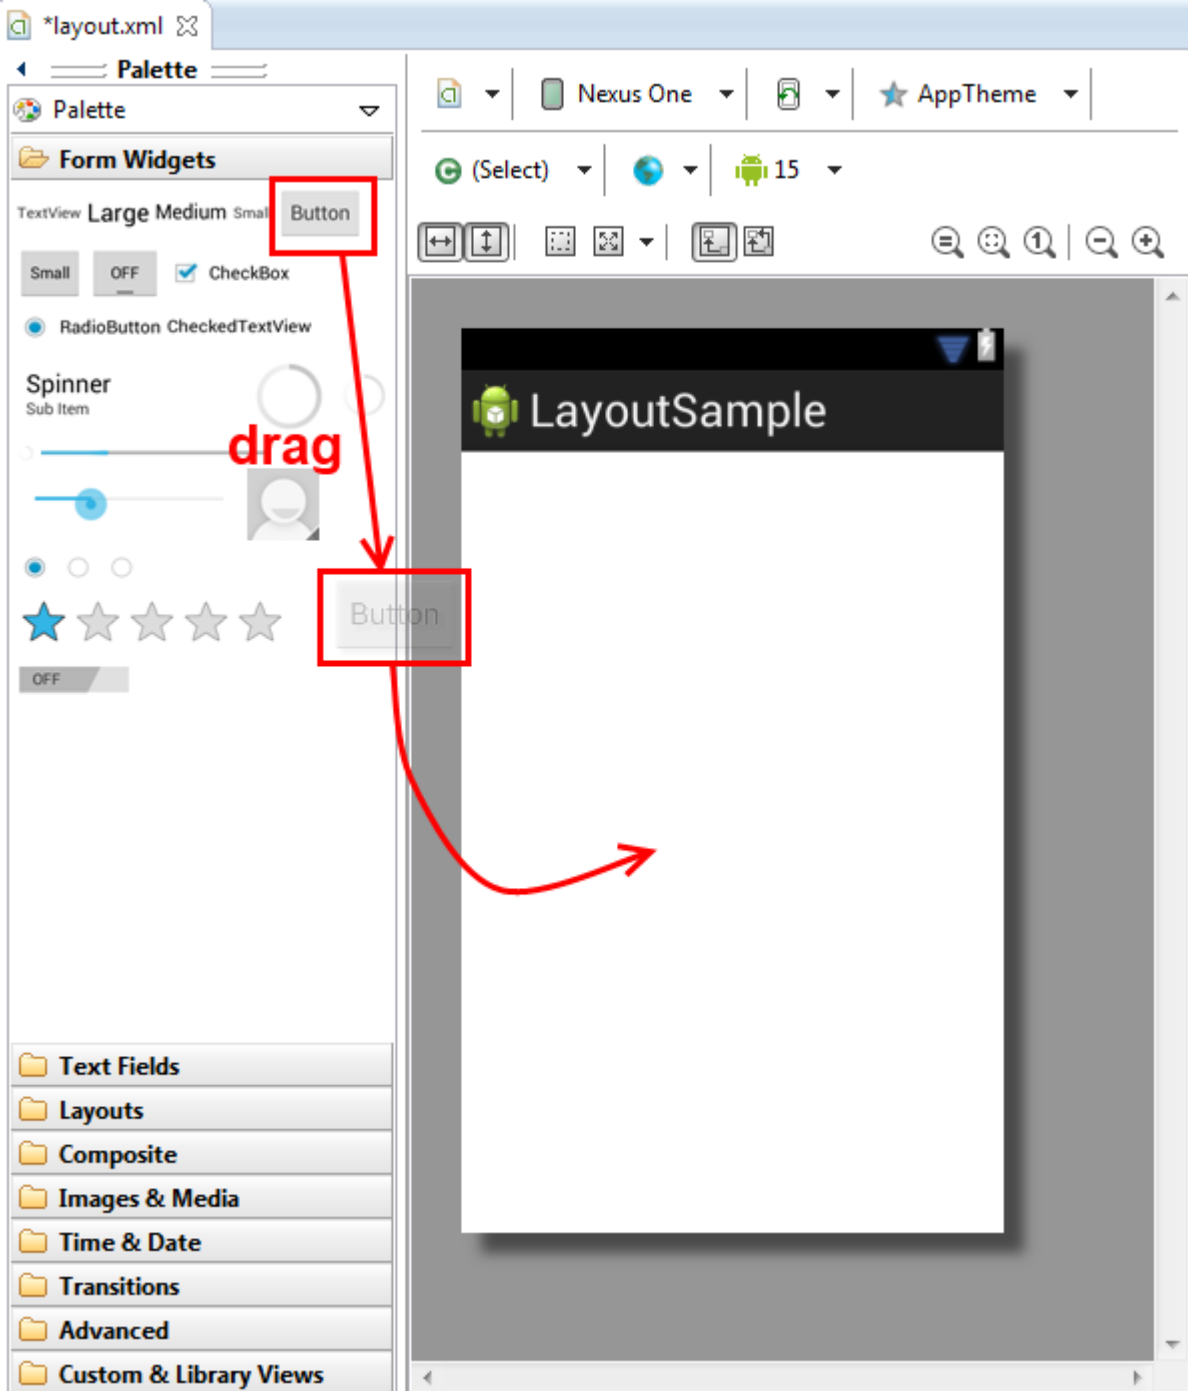 *layout.xml
Palette
Palette
Nexus One
AppTheme
Form Widgets
(Select)
15
TextView Large Medium Small Button
Small OFF CheckBox
RadioButton CheckedTextView
Spinner
Sub Item
drag
LayoutSample
Button
OFF
Text Fields
Layouts
Composite
Images & Media
Time & Date
Transitions
Advanced
Custom & Library Views